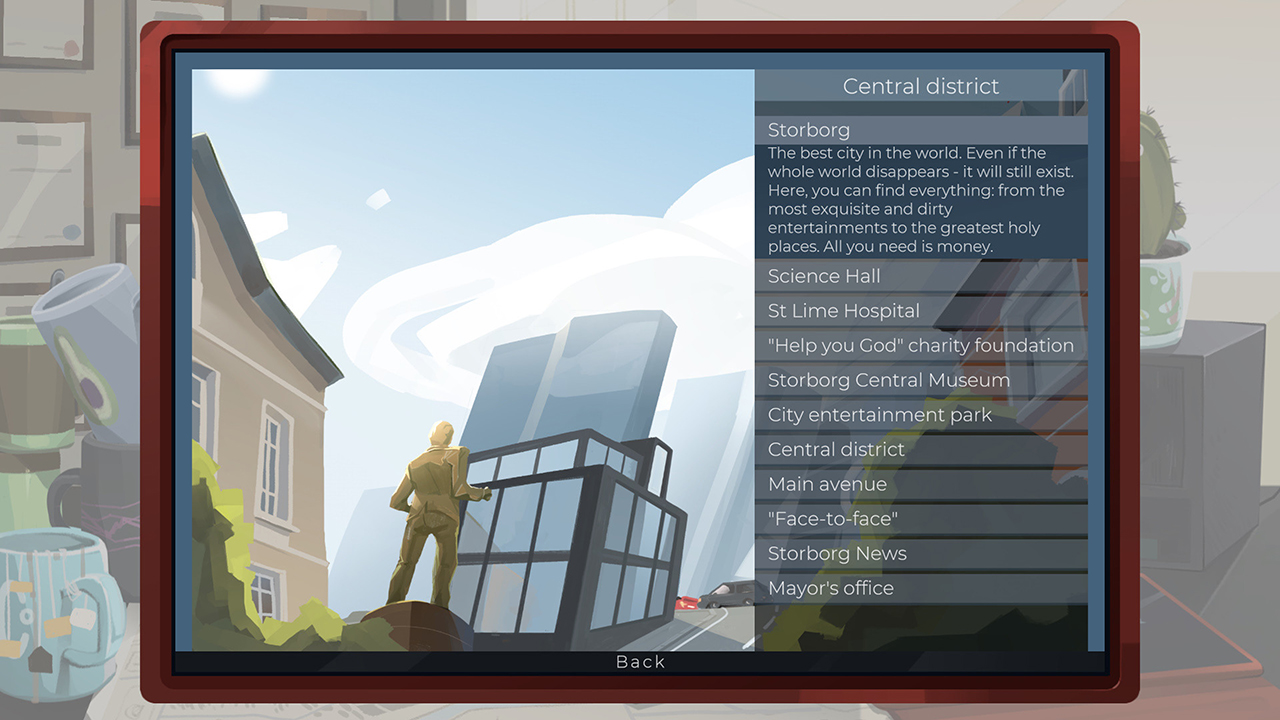 Central district
Storborg
The best city in the world. Even if the
whole world disappears - it will still exist.
Here, you can find everything: from the
most exquisite and dirty
entertainments to the greatest holy
places. All you need is money.
Science Hall
St Lime Hospital
"Help you God" charity foundation
Storborg Central Museum
City entertainment park
Central district
Main avenue
"Face-to-face"
Storborg News
Mayor's office
Back